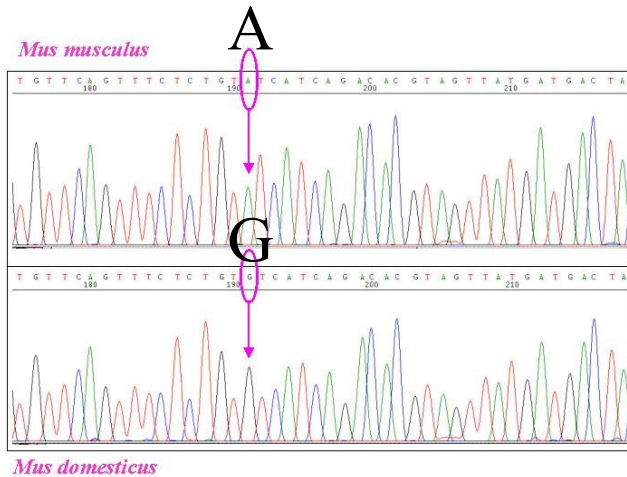 A
Mus musculus
T G T T C A G T T T C T C T G T A T C A T C A G A C A C G T A G T T A T G A T G A C T A
180 190 200 210
G
T G T T C A G T T T C T C T G T G T C A T C A G A C A C G T A G T T A T G A T G A C T A
180 190 200 210
Mus domesticus